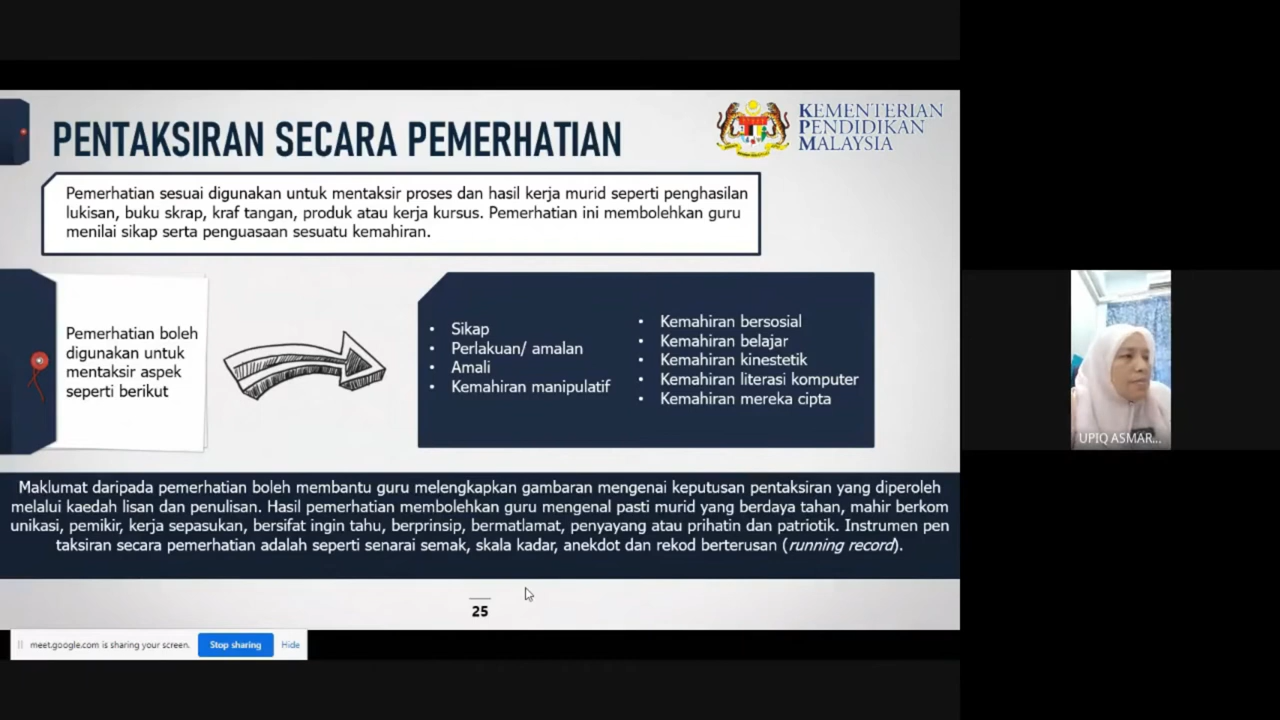 PENTAKSIRAN SECARA PEMERHATIAN
KEMENTERIAN
PENDIDIKAN
MALAYSIA
Pemerhatian sesuai digunakan untuk mentaksir proses dan hasil kerja murid seperti penghasilan
lukisan, buku skrap, kraf tangan, produk atau kerja kursus. Pemerhatian ini membolehkan guru
menilai sikap serta penguasaan sesuatu kemahiran.
Pemerhatian boleh
digunakan untuk
mentaksir aspek
seperti berikut
• Sikap
• Perlakuan/ amalan
• Amali
• Kemahiran manipulatif
• Kemahiran bersosial
• Kemahiran belajar
• Kemahiran kinestetik
• Kemahiran literasi komputer
• Kemahiran mereka cipta
Maklumat daripada pemerhatian boleh membantu guru melengkapkan gambaran mengenai keputusan pentaksiran yang diperoleh
melalui kaedah lisan dan penulisan. Hasil pemerhatian membolehkan guru mengenal pasti murid yang berdaya tahan, mahir berkom
unikasi, pemikir, kerja sepasukan, bersifat ingin tahu, berprinsip, bermatlamat, penyayang atau prihatin dan patriotik. Instrumen pen
taksiran secara pemerhatian adalah seperti senarai semak, skala kadar, anekdot dan rekod berterusan (running record).
25
meet.google.com is sharing your screen.
Stop sharing
Hide
UPIQ ASMAR...